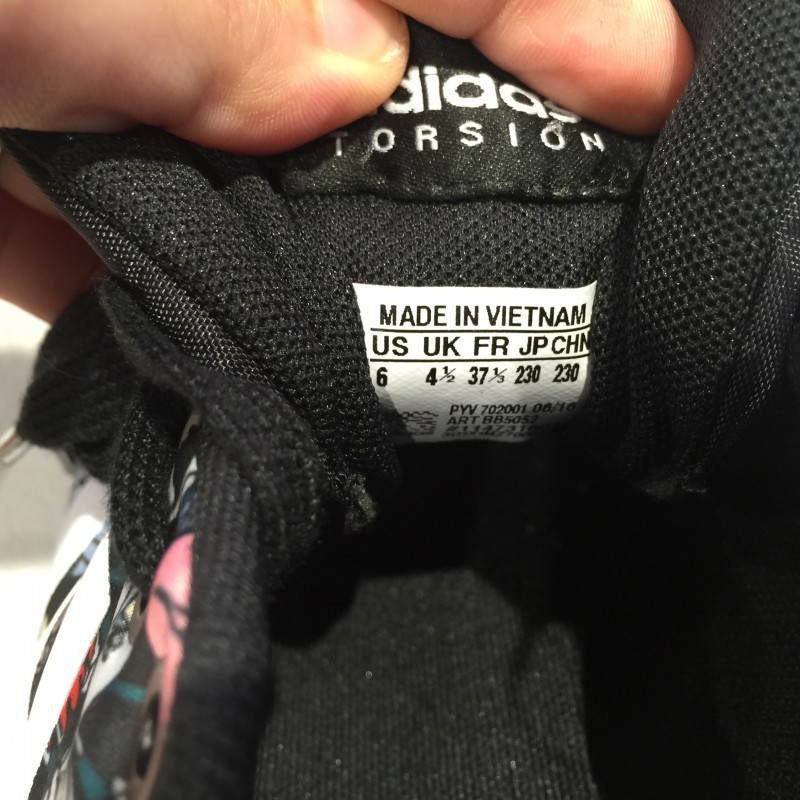 adidas
TORSION
MADE IN VIETNAM
US UK FR JP CHN
6 4½ 37⅓ 230 230
PYV 702001 06/16
ART BB5052